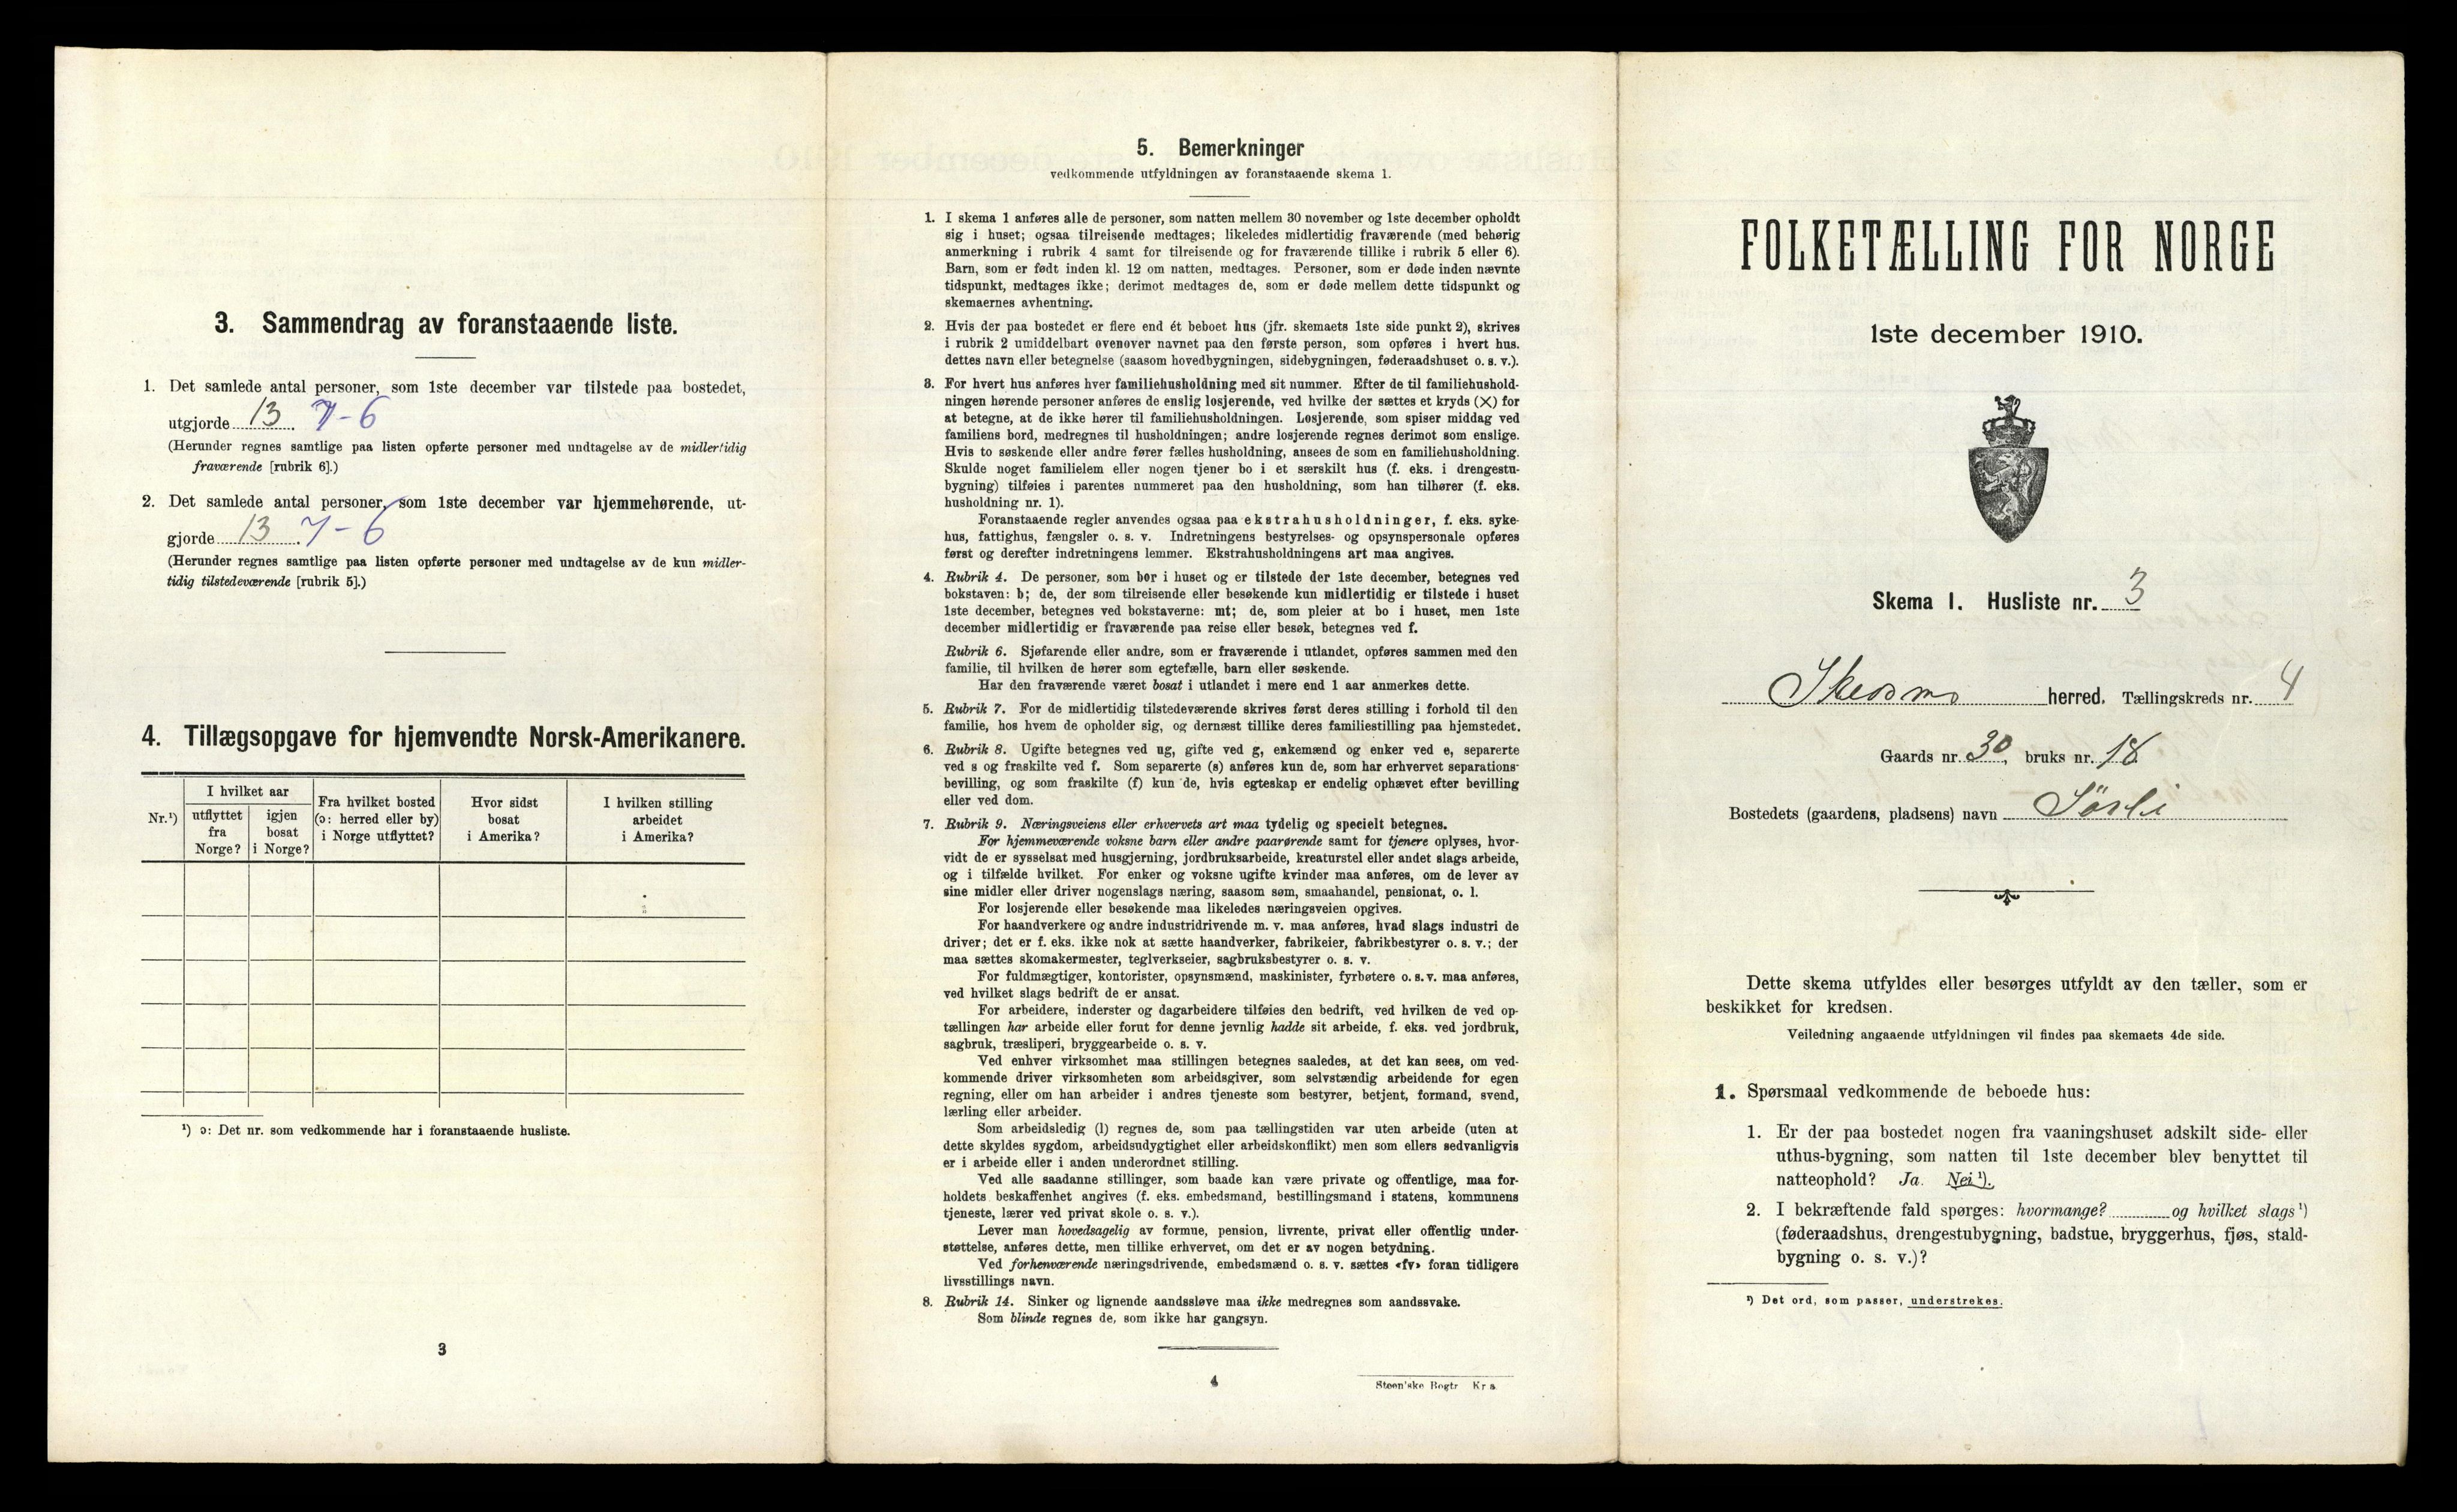 3. Sammendrag av foranstaaende liste.
1. Det samlede antal personer, som 1ste december var tilstede paa bostedet,
utgjorde 13. 7-6
(Herunder regnes samtlige paa listen opførte personer med undtagelse av de midlertidig
fraværende [rubrik 6].)
2. Det samlede antal personer, som 1ste december var hjemmehørende, ut-
gjorde 13. 7-6
(Herunder regnes samtlige paa listen opførte personer med undtagelse av de kun midler-
tidig tilstedeværende [rubrik 5].)
4. Tillægsopgave for hjemvendte Norsk-Amerikanere.
Nr.¹)
I hvilket aar
utflyttet
fra
Norge?
igjen
bosat
i Norge?
Fra hvilket bosted
(ɔ: herred eller by)
i Norge utflyttet?
Hvor sidst
bosat
i Amerika?
I hvilken stilling
arbeidet
i Amerika?
¹) ɔ: Det nr. som vedkommende har i foranstaaende husliste.
3
5. Bemerkninger
vedkommende utfyldningen av foranstaaende skema 1.
1. I skema 1 anføres alle de personer, som natten mellem 30 november og 1ste december opholdt
sig i huset; ogsaa tilreisende medtages; likeledes midlertidig fraværende (med behørig
anmerkning i rubrik 4 samt for tilreisende og for fraværende tillike i rubrik 5 eller 6).
Barn, som er født inden kl. 12 om natten, medtages. Personer, som er døde inden nævnte
tidspunkt, medtages ikke; derimot medtages de, som er døde mellem dette tidspunkt og
skemaernes avhentning.
2. Hvis der paa bostedet er flere end ét beboet hus (jfr. skemaets 1ste side punkt 2), skrives
i rubrik 2 umiddelbart ovenover navnet paa den første person, som opføres i hvert hus.
dettes navn eller betegnelse (saasom hovedbygningen, sidebygningen, føderaadshuset o. s. v.).
3. For hvert hus anføres hver familiehusholdning med sit nummer. Efter de til familiehushold-
ningen hørende personer anføres de enslig losjerende, ved hvilke der sættes et kryds (×) for
at betegne, at de ikke hører til familiehusholdningen. Losjerende, som spiser middag ved
familiens bord, medregnes til husholdningen; andre losjerende regnes derimot som enslige.
Hvis to søskende eller andre fører fælles husholdning, ansees de som en familiehusholdning.
Skulde noget familielem eller nogen tjener bo i et særskilt hus (f. eks. i drengestu-
bygning) tilføies i parentes nummeret paa den husholdning, som han tilhører (f. eks.
husholdning nr. 1).
Foranstaaende regler anvendes ogsaa paa ekstrahusholdninger, f. eks. syke-
hus, fattighus, fængsler o. s. v. Indretningens bestyrelses- og opsynspersonale opføres
først og derefter indretningens lemmer. Ekstrahusholdningens art maa angives.
4. Rubrik 4. De personer, som bor i huset og er tilstede der 1ste december, betegnes ved
bokstaven: b; de, der som tilreisende eller besøkende kun midlertidig er tilstede i huset
1ste december, betegnes ved bokstaverne: mt; de, som pleier at bo i huset, men 1ste
december midlertidig er fraværende paa reise eller besøk, betegnes ved f.
Rubrik 6. Sjøfarende eller andre, som er fraværende i utlandet, opføres sammen med den
familie, til hvilken de hører som egtefælle, barn eller søskende.
Har den fraværende været bosat i utlandet i mere end 1 aar anmerkes dette.
5. Rubrik 7. For de midlertidig tilstedeværende skrives først deres stilling i forhold til den
familie, hos hvem de opholder sig, og dernæst tillike deres familiestilling paa hjemstedet.
6. Rubrik 8. Ugifte betegnes ved ug, gifte ved g, enkemænd og enker ved e, separerte
ved s og fraskilte ved f. Som separerte (s) anføres kun de, som har erhvervet separations-
bevilling, og som fraskilte (f) kun de, hvis egteskap er endelig ophævet efter bevilling
eller ved dom.
7. Rubrik 9. Næringsveiens eller erhvervets art maa tydelig og specielt betegnes.
For hjemmeværende voksne barn eller andre paarørende samt for tjenere oplyses, hvor-
vidt de er sysselsat med husgjerning, jordbruksarbeide, kreaturstel eller andet slags arbeide,
og i tilfælde hvilket. For enker og voksne ugifte kvinder maa anføres, om de lever av
sine midler eller driver nogenslags næring, saasom søm, smaahandel, pensionat, o. l.
For losjerende eller besøkende maa likeledes næringsveien opgives.
For haandverkere og andre industridrivende m. v. maa anføres, hvad slags industri de
driver; det er f. eks. ikke nok at sætte haandverker, fabrikeier, fabrikbestyrer o. s. v.; der
maa sættes skomakermester, teglverkseier, sagbruksbestyrer o. s. v.
For fuldmægtiger, kontorister, opsynsmænd, maskinister, fyrbøtere o. s. v. maa anføres,
ved hvilket slags bedrift de er ansat.
For arbeidere, inderster og dagarbeidere tilføies den bedrift, ved hvilken de ved op-
tællingen har arbeide eller forut for denne jevnlig hadde sit arbeide, f. eks. ved jordbruk,
sagbruk, træsliperi, bryggearbeide o. s. v.
Ved enhver virksomhet maa stillingen betegnes saaledes, at det kan sees, om ved-
kommende driver virksomheten som arbeidsgiver, som selvstændig arbeidende for egen
regning, eller om han arbeider i andres tjeneste som bestyrer, betjent, formand, svend,
lærling eller arbeider.
Som arbeidsledig (l) regnes de, som paa tællingstiden var uten arbeide (uten at
dette skyldes sygdom, arbeidsudygtighet eller arbeidskonflikt) men som ellers sedvanligvis
er i arbeide eller i anden underordnet stilling.
Ved alle saadanne stillinger, som baade kan være private og offentlige, maa for-
holdets beskaffenhet angives (f. eks. embedsmand, bestillingsmand i statens, kommunens
tjeneste, lærer ved privat skole o. s. v.).
Lever man hovedsagelig av formue, pension, livrente, privat eller offentlig under-
støttelse, anføres dette, men tillike erhvervet, om det er av nogen betydning.
Ved forhenværende næringsdrivende, embedsmænd o. s. v. sættes «fv» foran tidligere
livsstillings navn.
8. Rubrik 14. Sinker og lignende aandssløve maa ikke medregnes som aandssvake.
Som blinde regnes de, som ikke har gangsyn.
4
Steen'ske Bogtr Kr a
FOLKETÆLLING FOR NORGE
1ste december 1910.
Skema I. Husliste nr. 3
Skedsmo herred. Tællingskreds nr. 4
Gaards nr. 30, bruks nr. 18
Bostedets (gaardens, pladsens) navn Sörli
Dette skema utfyldes eller besørges utfyldt av den tæller, som er
beskikket for kredsen.
Veiledning angaaende utfyldningen vil findes paa skemaets 4de side.
1. Spørsmaal vedkommende de beboede hus:
1. Er der paa bostedet nogen fra vaaningshuset adskilt side- eller
uthus-bygning, som natten til 1ste december blev benyttet til
natteophold? Ja. Nei¹).
2. I bekræftende fald spørges: hvormange? og hvilket slags¹)
(føderaadshus, drengestubygning, badstue, bryggerhus, fjøs, stald-
bygning o. s. v.)?
¹) Det ord, som passer, understrekes.